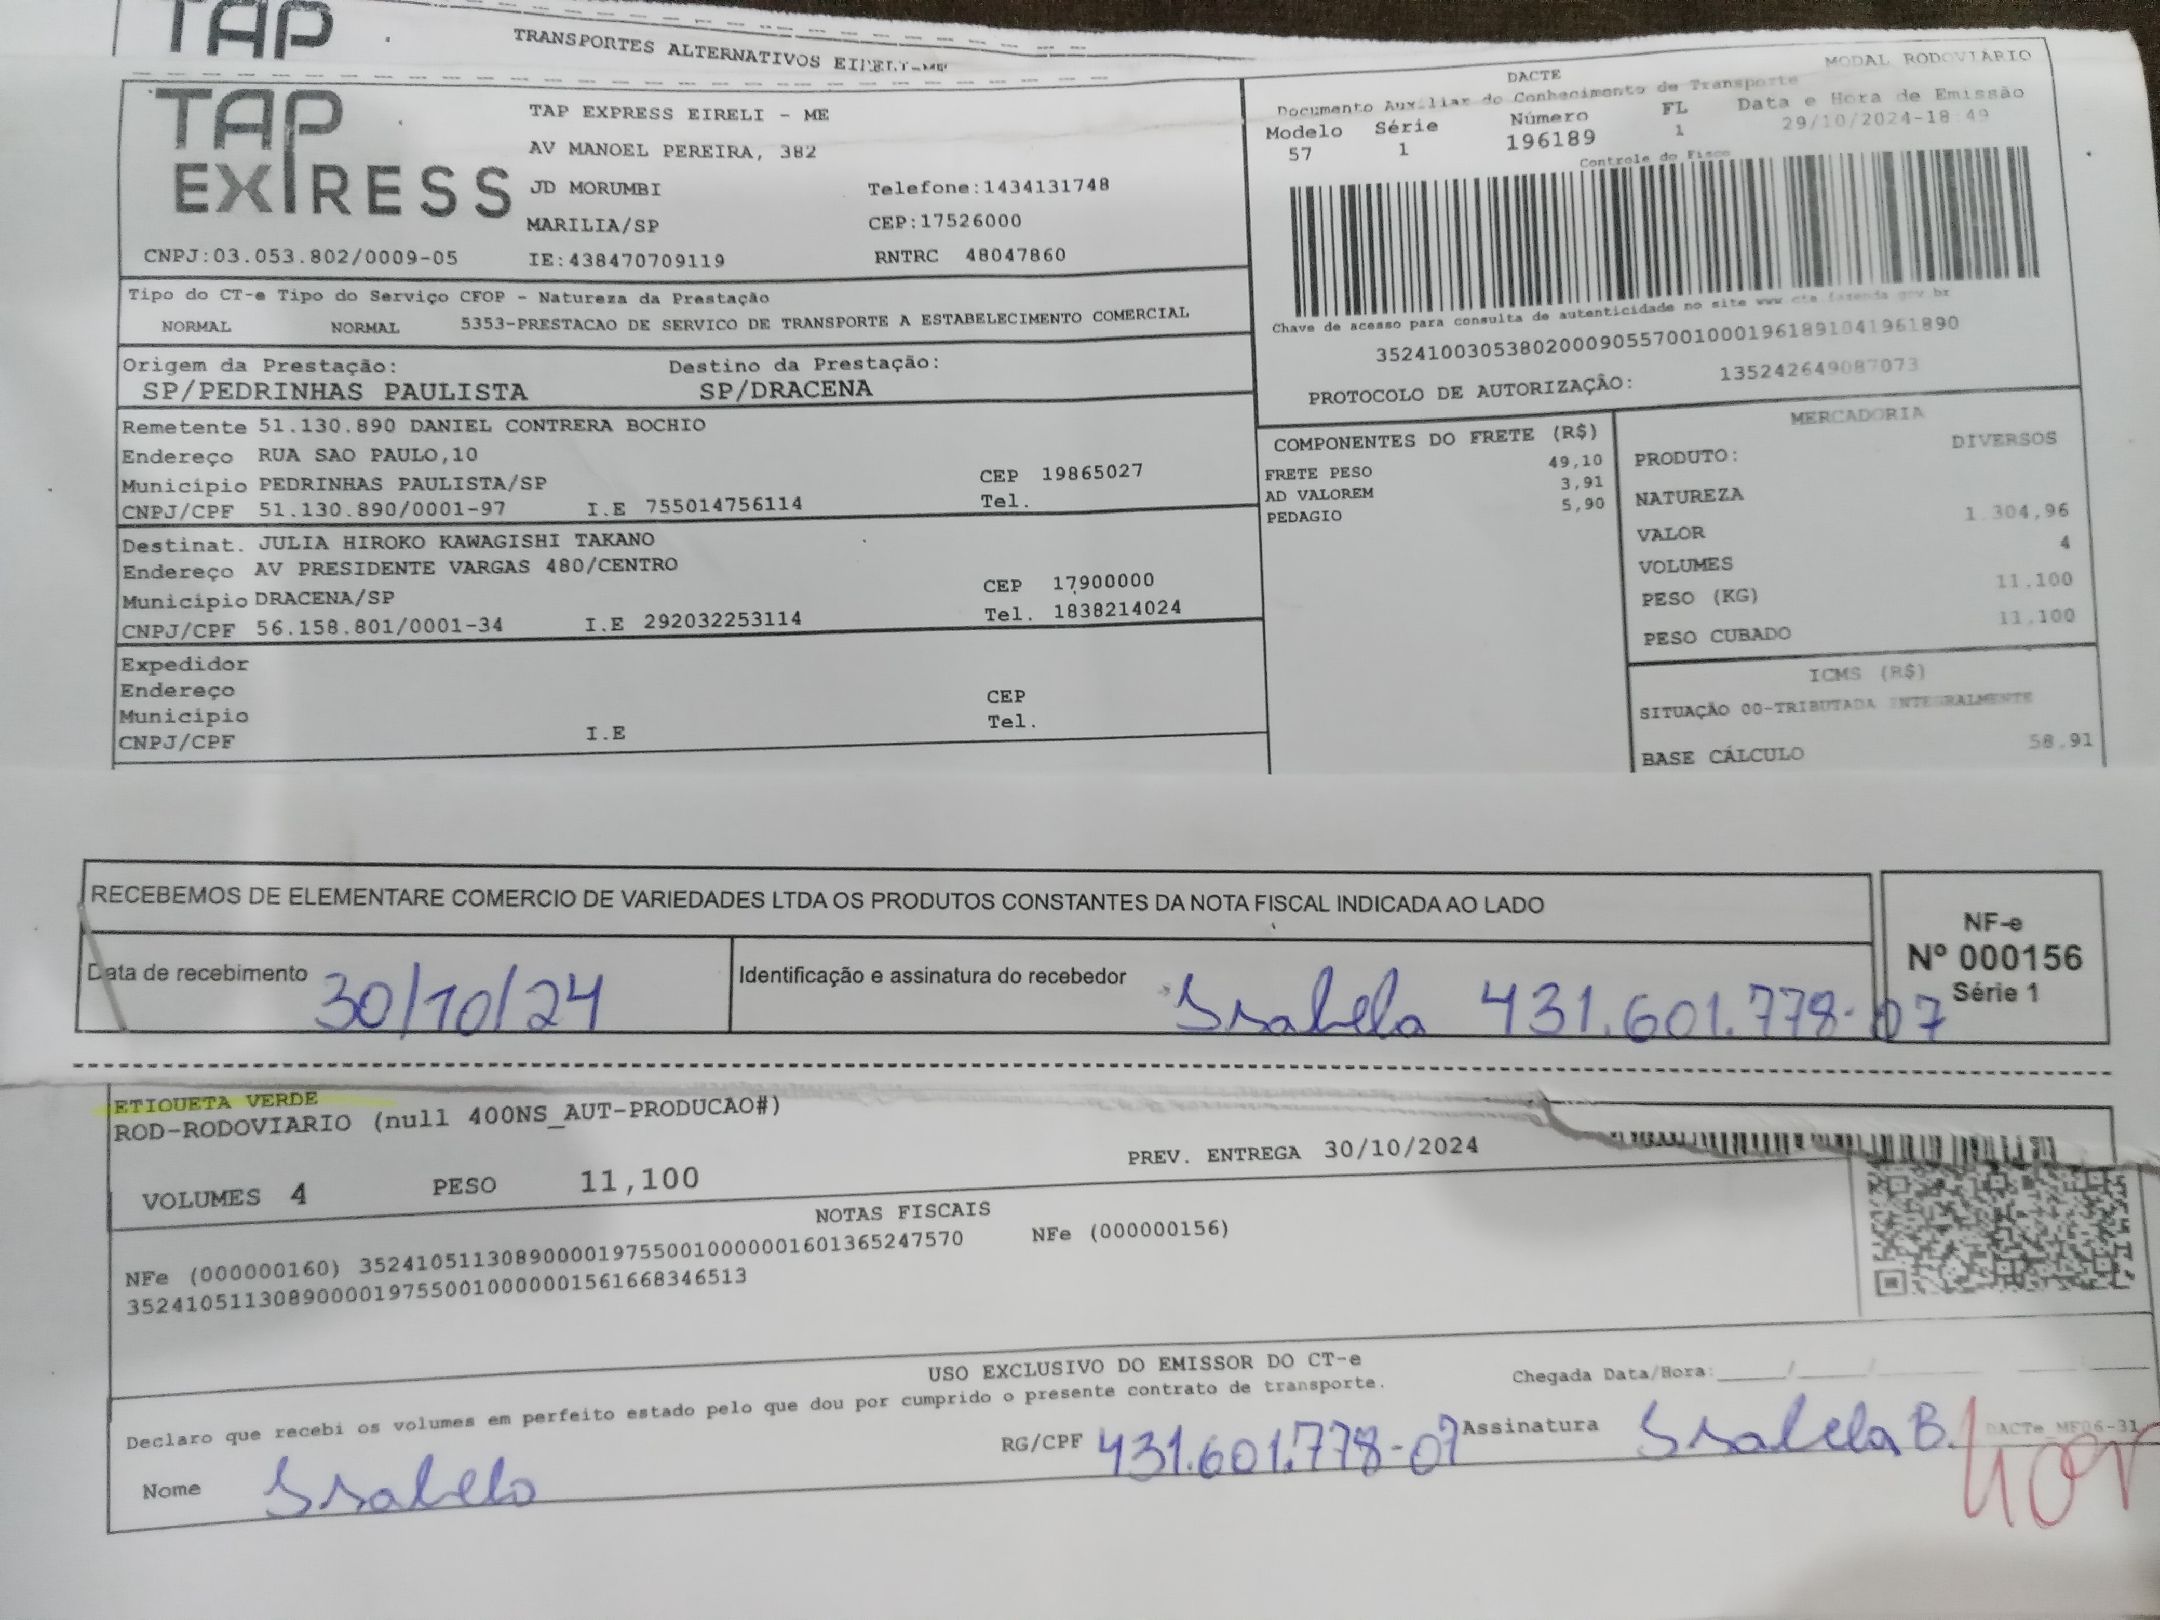 TAP
TRANSPORTES ALTERNATIVOS EIRELI-ME
TAP EXPRESS
TAP EXPRESS EIRELI - ME
AV MANOEL PEREIRA, 382
JD MORUMBI Telefone:1434131748
MARILIA/SP CEP:17526000
CNPJ:03.053.802/0009-05 IE:438470709119 RNTRC 48047860
DACTE MODAL RODOVIÁRIO
Documento Auxiliar do Conhecimento de Transporte
Modelo Série Número FL Data e Hora de Emissão
57 1 196189 1 29/10/2024-18:49
Controle do Fisco
Chave de acesso para consulta de autenticidade no site www.cte.fazenda.gov.br
35241003053802000905570010001961891041961890
PROTOCOLO DE AUTORIZAÇÃO: 135242649087073
Tipo do CT-e Tipo do Serviço CFOP - Natureza da Prestação
NORMAL NORMAL 5353-PRESTACAO DE SERVICO DE TRANSPORTE A ESTABELECIMENTO COMERCIAL
Origem da Prestação: Destino da Prestação:
SP/PEDRINHAS PAULISTA SP/DRACENA
Remetente 51.130.890 DANIEL CONTRERA BOCHIO
Endereço RUA SAO PAULO,10
Municipio PEDRINHAS PAULISTA/SP CEP 19865027
CNPJ/CPF 51.130.890/0001-97 I.E 755014756114 Tel.
Destinat. JULIA HIROKO KAWAGISHI TAKANO
Endereço AV PRESIDENTE VARGAS 480/CENTRO
Municipio DRACENA/SP CEP 17900000
CNPJ/CPF 56.158.801/0001-34 I.E 292032253114 Tel. 1838214024
Expedidor
Endereço
Municipio CEP
CNPJ/CPF I.E Tel.
COMPONENTES DO FRETE (R$)
FRETE PESO 49,10
AD VALOREM 3,91
PEDAGIO 5,90
MERCADORIA
PRODUTO: DIVERSOS
NATUREZA
VALOR 1.304,96
VOLUMES 4
PESO (KG) 11.100
PESO CUBADO 11.100
ICMS (R$)
SITUAÇÃO 00-TRIBUTADA INTEGRALMENTE
BASE CÁLCULO 58.91
RECEBEMOS DE ELEMENTARE COMERCIO DE VARIEDADES LTDA OS PRODUTOS CONSTANTES DA NOTA FISCAL INDICADA AO LADO
NF-e
Nº 000156
Série 1
Data de recebimento 30/10/24
Identificação e assinatura do recebedor Isabela 431.601.778-07
ETIQUETA VERDE
ROD-RODOVIARIO (null 400NS_AUT-PRODUCAO#)
VOLUMES 4 PESO 11,100 PREV. ENTREGA 30/10/2024
NOTAS FISCAIS
NFe (000000160) 35241051130890000197550010000001601365247570 NFe (000000156)
35241051130890000197550010000001561668346513
USO EXCLUSIVO DO EMISSOR DO CT-e
Declaro que recebi os volumes em perfeito estado pelo que dou por cumprido o presente contrato de transporte.
Chegada Data/Hora:_____/_____/
Nome Isabela RG/CPF 431.601.778-07 Assinatura Isabela B.
DACTe_MF06-31